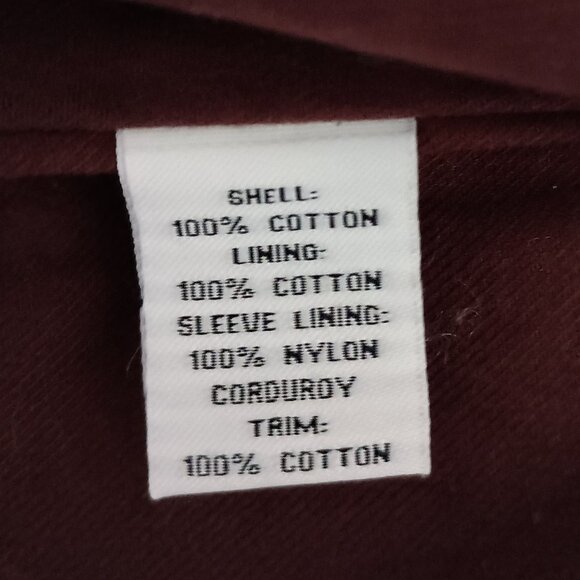 SHELL:
100% COTTON
LINING:
100% COTTON
SLEEVE LINING:
100% NYLON
CORDUROY
TRIM:
100% COTTON